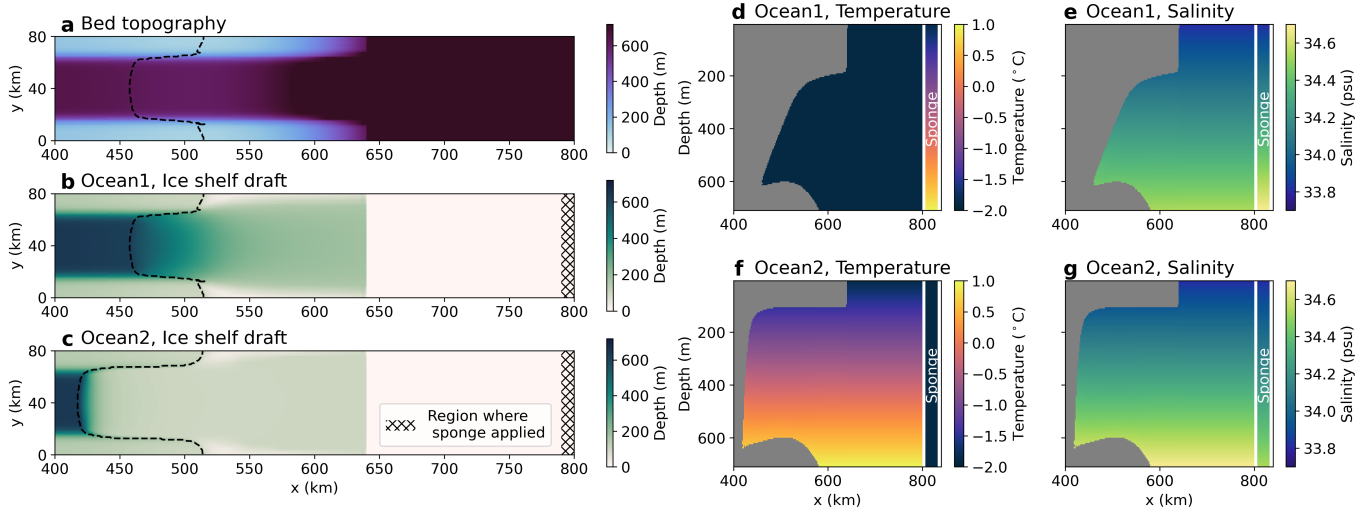 a Bed topography
80
40
0
y (km)
400 450 500 550 600 650 700 750 800
600
400
200
0
Depth (m)
b Ocean1, Ice shelf draft
80
40
0
y (km)
400 450 500 550 600 650 700 750 800
600
400
200
0
Depth (m)
c Ocean2, Ice shelf draft
80
40
0
y (km)
Region where
sponge applied
400 450 500 550 600 650 700 750 800
x (km)
600
400
200
0
Depth (m)
d Ocean1, Temperature
200
400
600
Depth (m)
Sponge
400 600 800
1.0
0.5
0.0
−0.5
−1.0
−1.5
−2.0
Temperature (°C)
e Ocean1, Salinity
Sponge
600 800
34.6
34.4
34.2
34.0
33.8
Salinity (psu)
f Ocean2, Temperature
200
400
600
Depth (m)
Sponge
400 600 800
x (km)
1.0
0.5
0.0
−0.5
−1.0
−1.5
−2.0
Temperature (°C)
g Ocean2, Salinity
Sponge
400 600 800
x (km)
34.6
34.4
34.2
34.0
33.8
Salinity (psu)